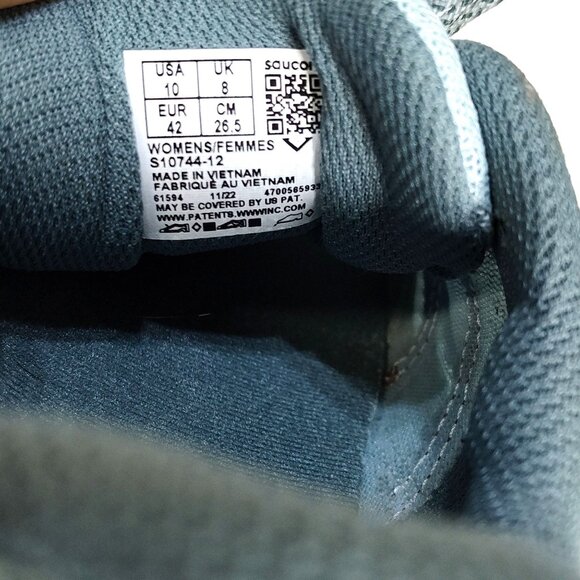 USA UK
10 8
EUR CM
42 26.5
WOMENS/FEMMES
S10744-12
MADE IN VIETNAM
FABRIQUÉ AU VIETNAM
61594 11/22
MAY BE COVERED BY US PAT.
WWW.PATENTS.WWWINC.COM